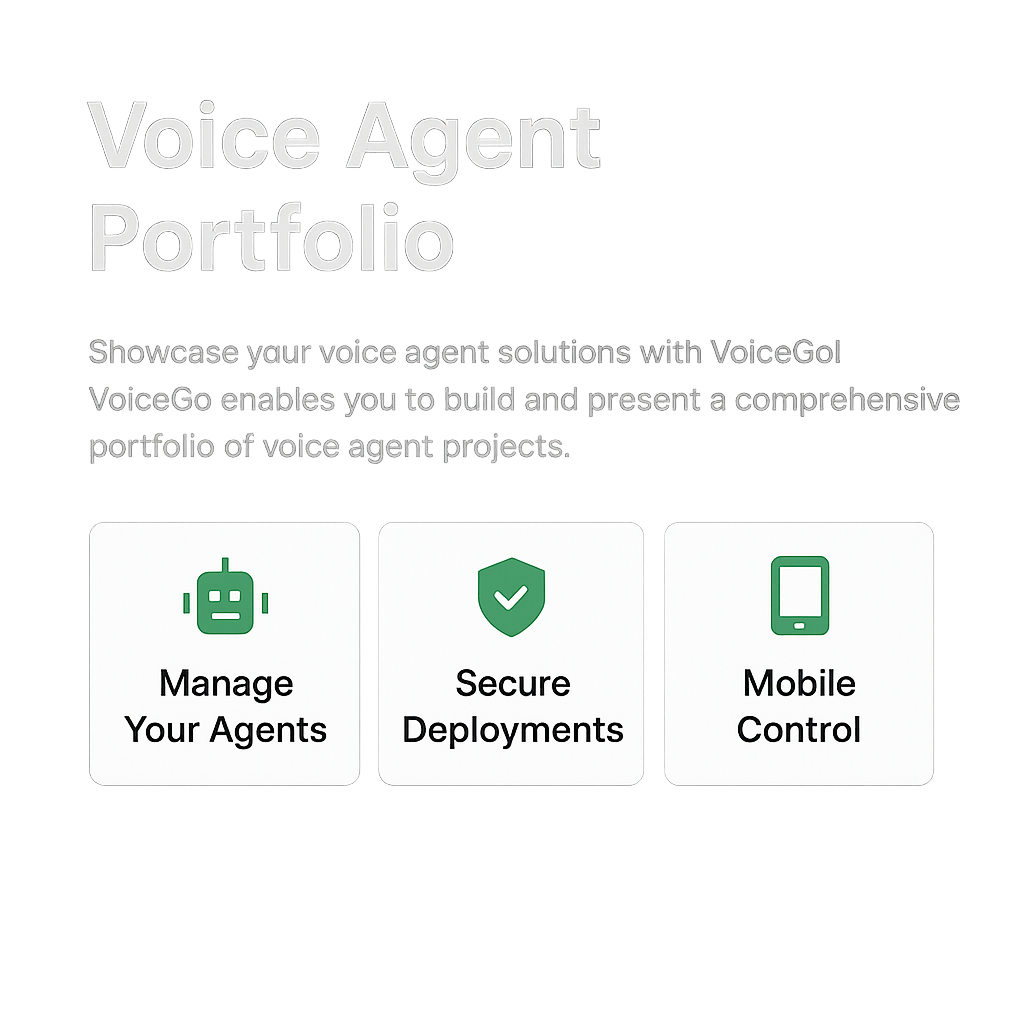 Voice Agent
Portfolio
Showcase yaur voice agent solutions with VoiceGol
VoiceGo enables you to build and present a comprehensive
portfolio of voice agent projects.
Manage
Your Agents
Secure
Deployments
Mobile
Control